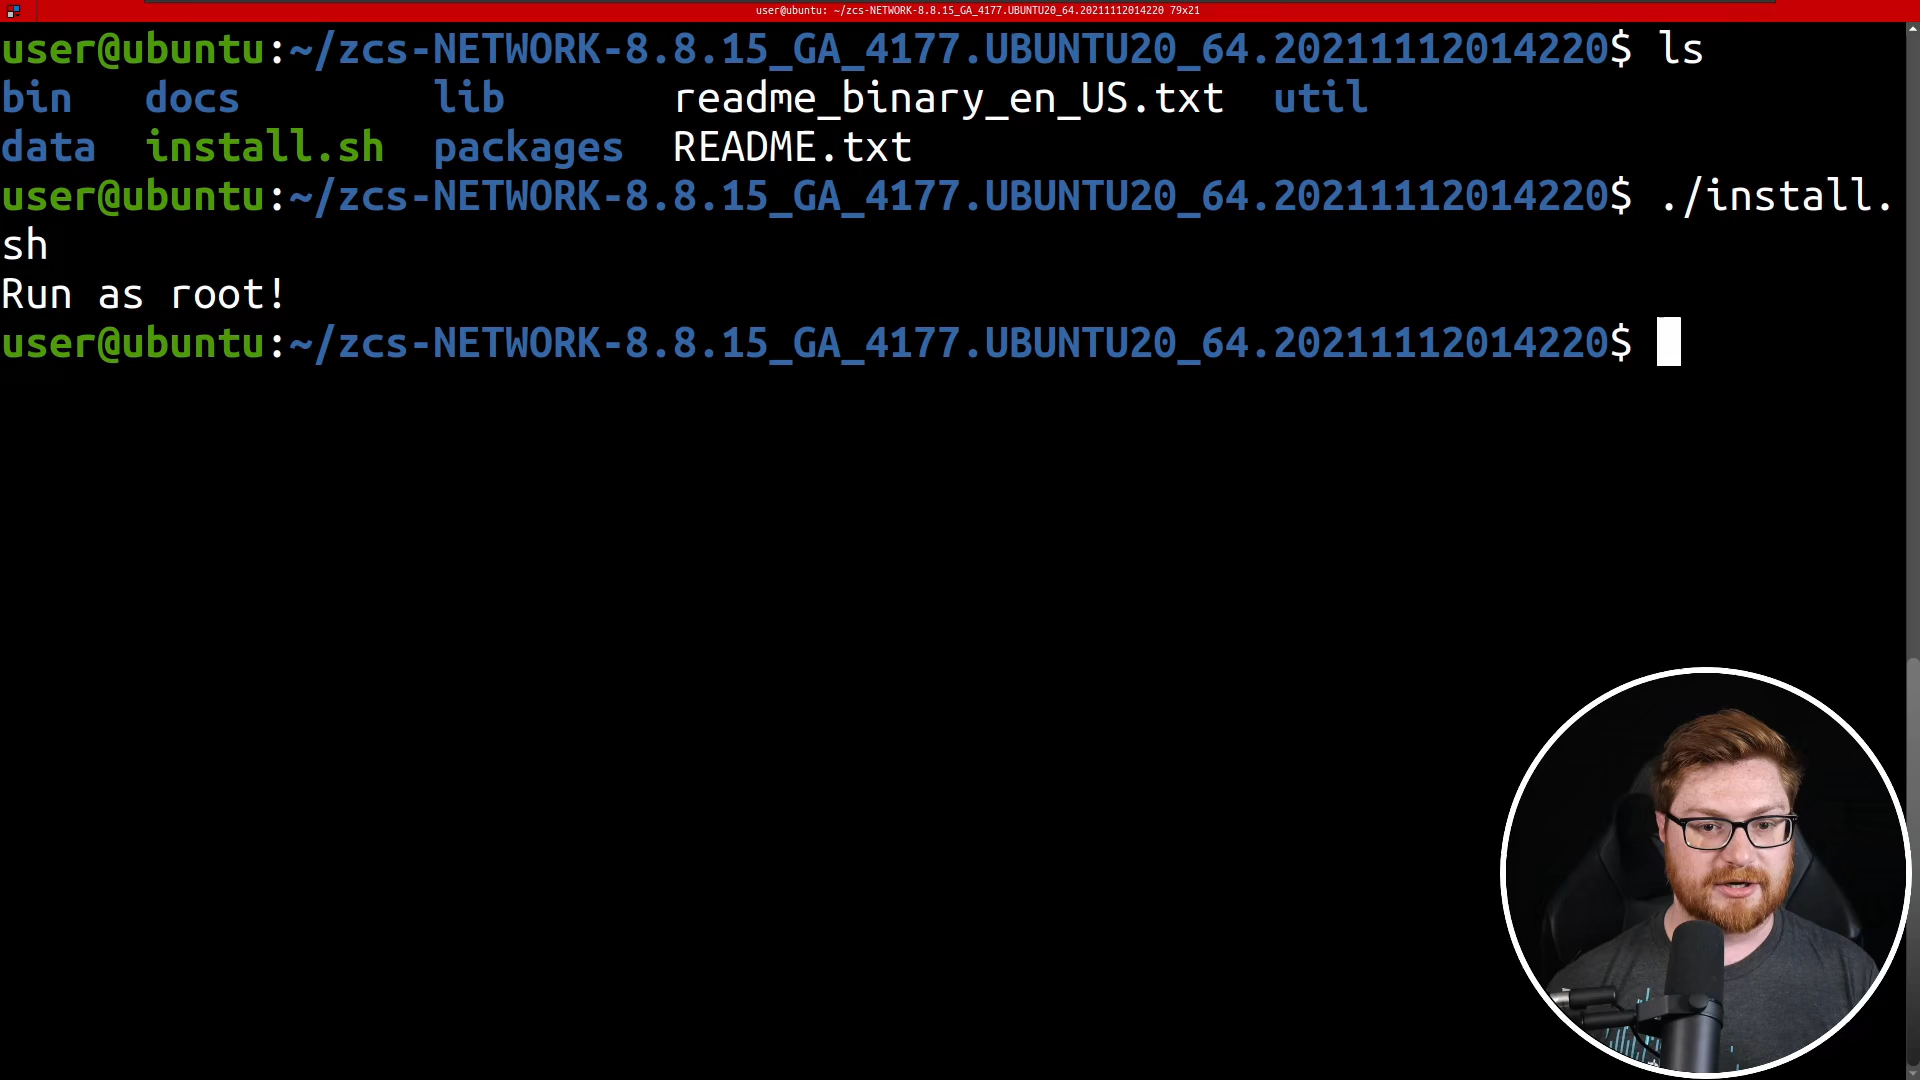 user@ubuntu: ~/zcs-NETWORK-8.8.15_GA_4177.UBUNTU20_64.20211112014220 79x21
user@ubuntu:~/zcs-NETWORK-8.8.15_GA_4177.UBUNTU20_64.20211112014220$ ls
bin docs lib readme_binary_en_US.txt util
data install.sh packages README.txt
user@ubuntu:~/zcs-NETWORK-8.8.15_GA_4177.UBUNTU20_64.20211112014220$ ./install.
sh
Run as root!
user@ubuntu:~/zcs-NETWORK-8.8.15_GA_4177.UBUNTU20_64.20211112014220$